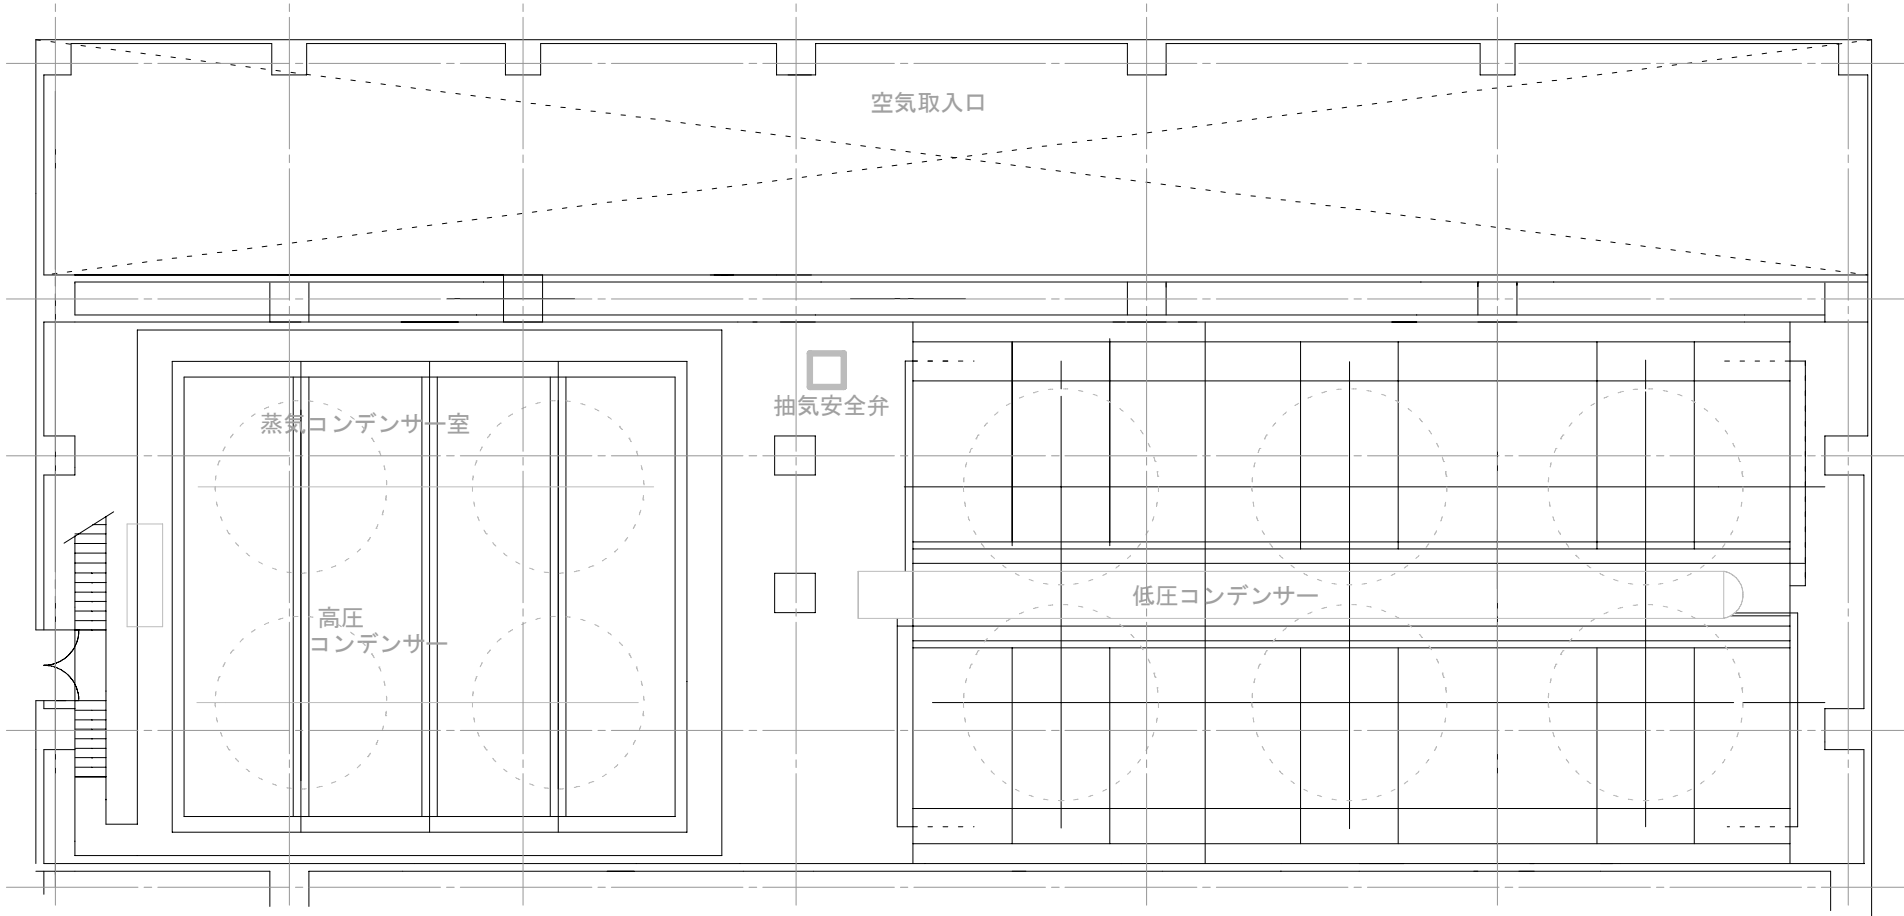 空気取入口
抽気安全弁
蒸気コンデンサー室
低圧コンデンサー
高圧
コンデンサー